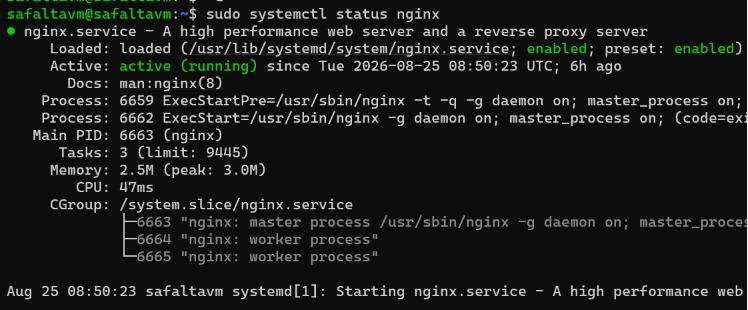 safaltavm@safaltavm:~$ sudo systemctl status nginx
● nginx.service - A high performance web server and a reverse proxy server
Loaded: loaded (/usr/lib/systemd/system/nginx.service; enabled; preset: enabled)
Active: active (running) since Tue 2026-08-25 08:50:23 UTC; 6h ago
Docs: man:nginx(8)
Process: 6659 ExecStartPre=/usr/sbin/nginx -t -q -g daemon on; master_process on;
Process: 6662 ExecStart=/usr/sbin/nginx -g daemon on; master_process on; (code=exi
Main PID: 6663 (nginx)
Tasks: 3 (limit: 9445)
Memory: 2.5M (peak: 3.0M)
CPU: 47ms
CGroup: /system.slice/nginx.service
├─6663 "nginx: master process /usr/sbin/nginx -g daemon on; master_proces
├─6664 "nginx: worker process"
└─6665 "nginx: worker process"
Aug 25 08:50:23 safaltavm systemd[1]: Starting nginx.service - A high performance web